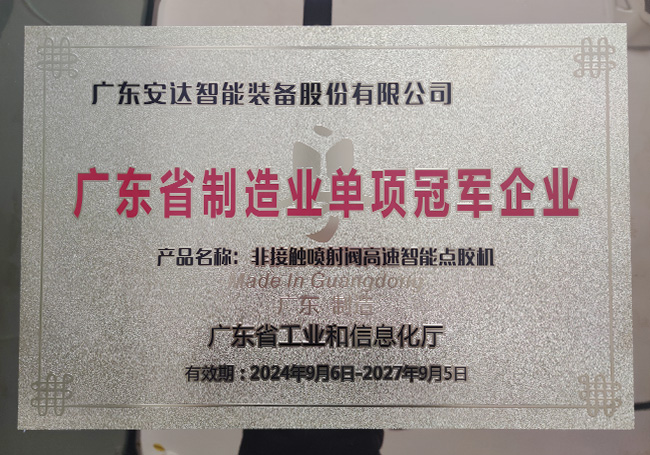 广东安达智能装备股份有限公司
广东省制造业单项冠军企业
产品名称：非接触喷射阀高速智能点胶机
Made In Guangdong
广东 制造
广东省工业和信息化厅
有效期：2024年9月6日-2027年9月5日